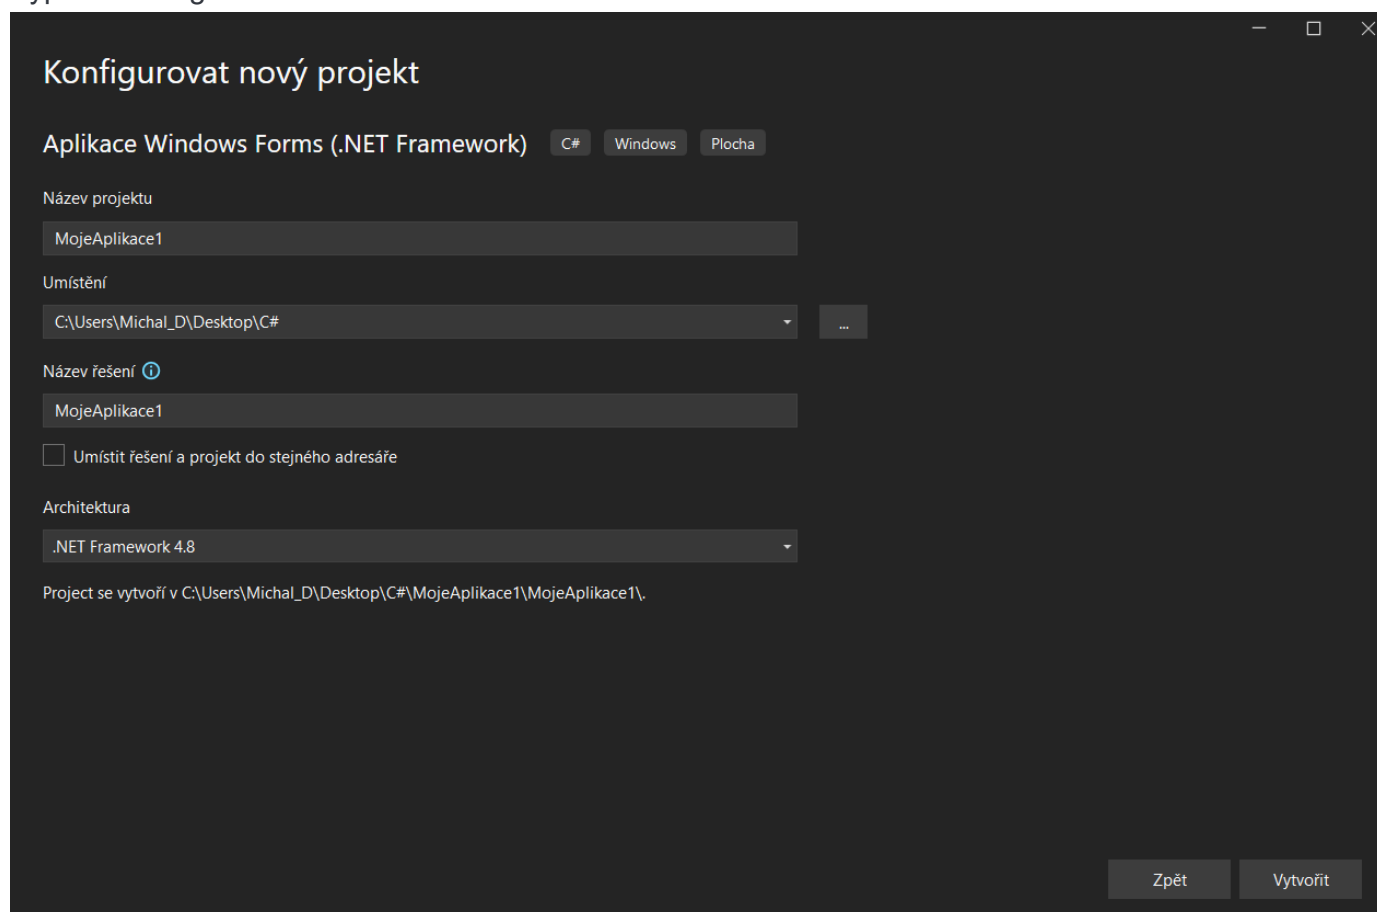 Konfigurovat nový projekt
Aplikace Windows Forms (.NET Framework) C# Windows Plocha
Název projektu
MojeAplikace1
Umístění
C:\Users\Michal_D\Desktop\C#
...
Název řešení
MojeAplikace1
Umístit řešení a projekt do stejného adresáře
Architektura
.NET Framework 4.8
Project se vytvoří v C:\Users\Michal_D\Desktop\C#\MojeAplikace1\MojeAplikace1\.
Zpět Vytvořit